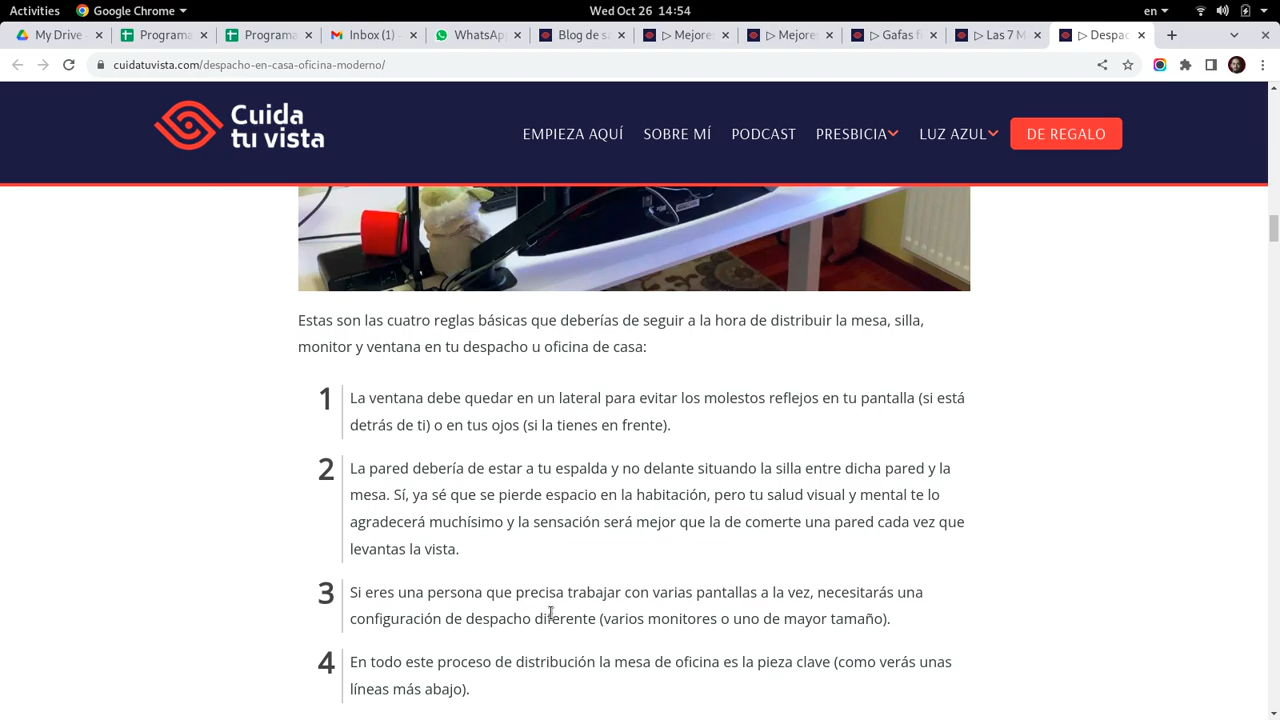 Activities Google Chrome Wed Oct 26 14:54 en
My Drive - Programa Programa Inbox (1) - WhatsApp Blog de s ▷ Mejores ▷ Mejores ▷ Gafas f ▷ Las 7 M ▷ Despac
cuidatuvista.com/despacho-en-casa-oficina-moderno/
Cuida
tu vista
EMPIEZA AQUÍ SOBRE MÍ PODCAST PRESBICIA LUZ AZUL DE REGALO
Estas son las cuatro reglas básicas que deberías de seguir a la hora de distribuir la mesa, silla,
monitor y ventana en tu despacho u oficina de casa:
1 La ventana debe quedar en un lateral para evitar los molestos reflejos en tu pantalla (si está
detrás de ti) o en tus ojos (si la tienes en frente).
2 La pared debería de estar a tu espalda y no delante situando la silla entre dicha pared y la
mesa. Sí, ya sé que se pierde espacio en la habitación, pero tu salud visual y mental te lo
agradecerá muchísimo y la sensación será mejor que la de comerte una pared cada vez que
levantas la vista.
3 Si eres una persona que precisa trabajar con varias pantallas a la vez, necesitarás una
configuración de despacho diferente (varios monitores o uno de mayor tamaño).
4 En todo este proceso de distribución la mesa de oficina es la pieza clave (como verás unas
líneas más abajo).